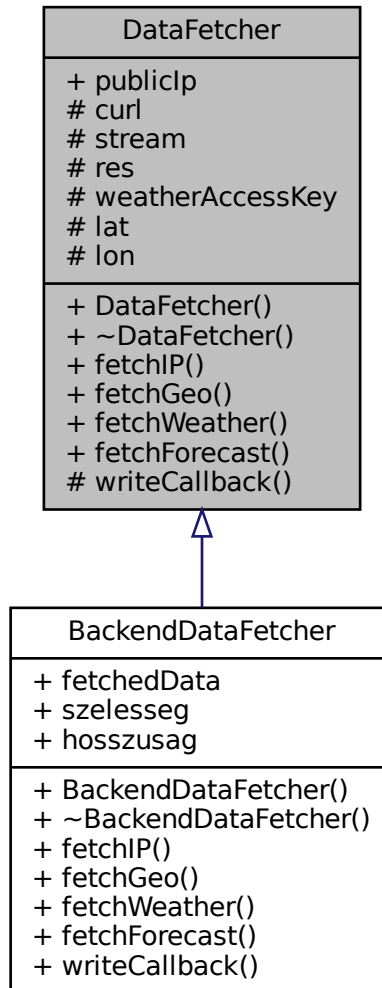 DataFetcher
+ publicIp
# curl
# stream
# res
# weatherAccessKey
# lat
# lon
+ DataFetcher()
+ ~DataFetcher()
+ fetchIP()
+ fetchGeo()
+ fetchWeather()
+ fetchForecast()
# writeCallback()
BackendDataFetcher
+ fetchedData
+ szelesseg
+ hosszusag
+ BackendDataFetcher()
+ ~BackendDataFetcher()
+ fetchIP()
+ fetchGeo()
+ fetchWeather()
+ fetchForecast()
+ writeCallback()